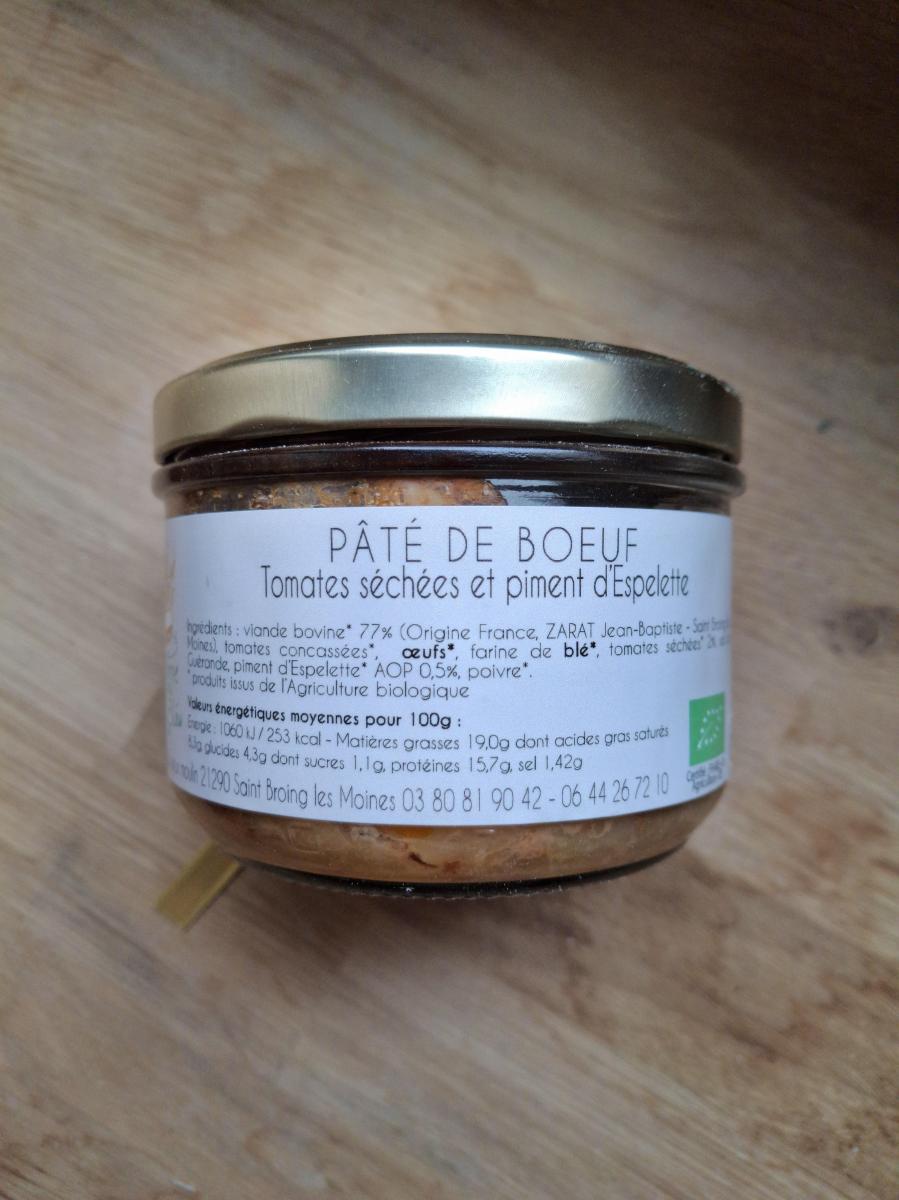 PÂTÉ DE BOEUF
Tomates séchées et piment d'Espelette
Ingrédients : viande bovine* 77% (Origine France, ZARAT Jean-Baptiste - Saint Broing
Moines), tomates concassées*, œufs*, farine de blé*, tomates séchées* 2%,
Guérande, piment d'Espelette* AOP 0,5%, poivre*.
*produits issus de l'Agriculture biologique
Valeurs énergétiques moyennes pour 100g :
Energie : 1060 kJ / 253 kcal - Matières grasses 19,0g dont acides gras saturés
8,3g, glucides 4,3g dont sucres 1,1g, protéines 15,7g, sel 1,42g
moulin 21290 Saint Broing les Moines 03 80 81 90 42 - 06 44 26 72 10